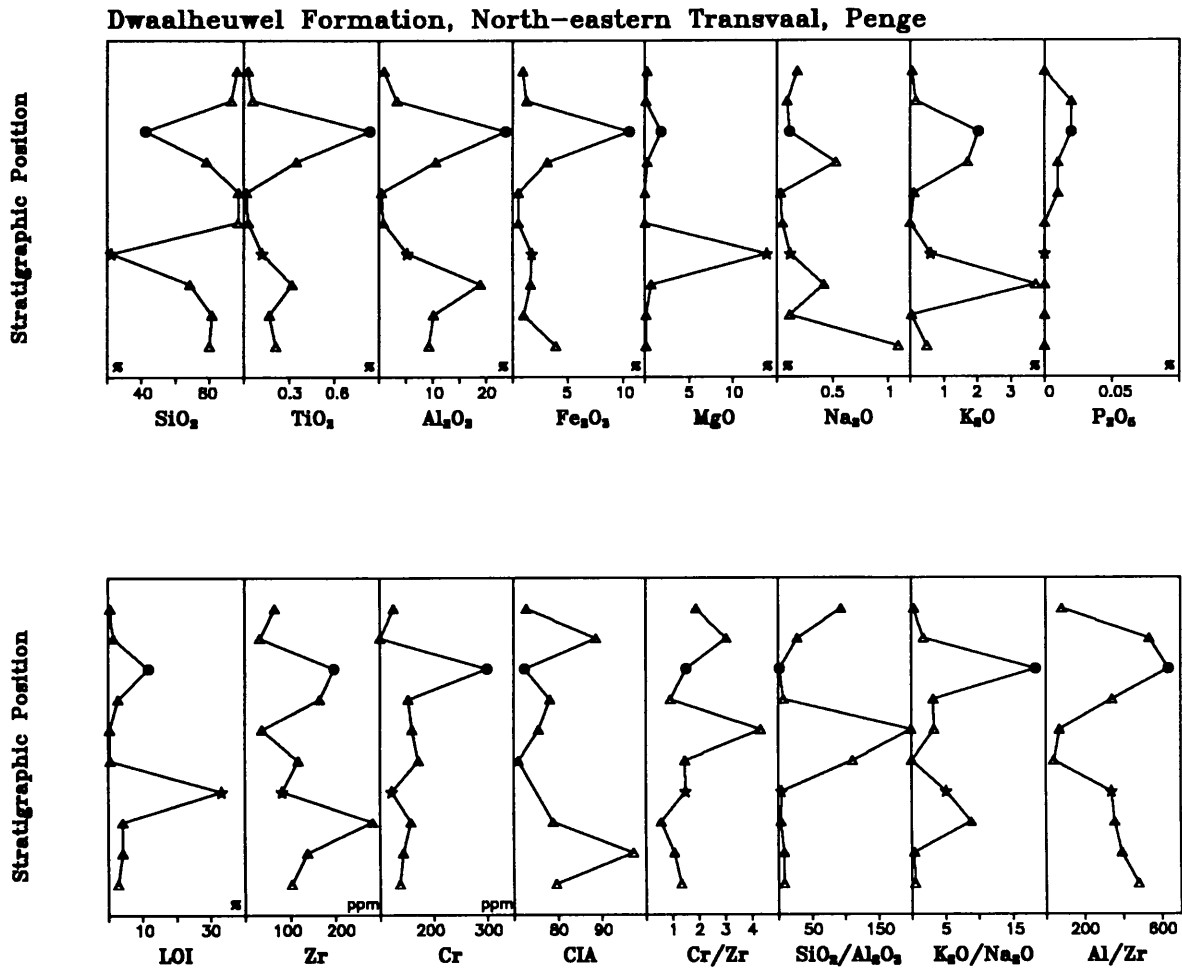 Dwaalheuwel Formation, North-eastern Transvaal, Penge
Stratigraphic Position
% % % % % % % %
40 80 0.3 0.6 10 20 5 10 5 10 0.5 1 1 2 3 0 0.05
SiO₂ TiO₂ Al₂O₃ Fe₂O₃ MgO Na₂O K₂O P₂O₅
Stratigraphic Position
% ppm ppm
10 30 100 200 200 300 80 90 1 2 3 4 50 150 5 15 200 600
LOI Zr Cr CIA Cr/Zr SiO₂/Al₂O₃ K₂O/Na₂O Al/Zr